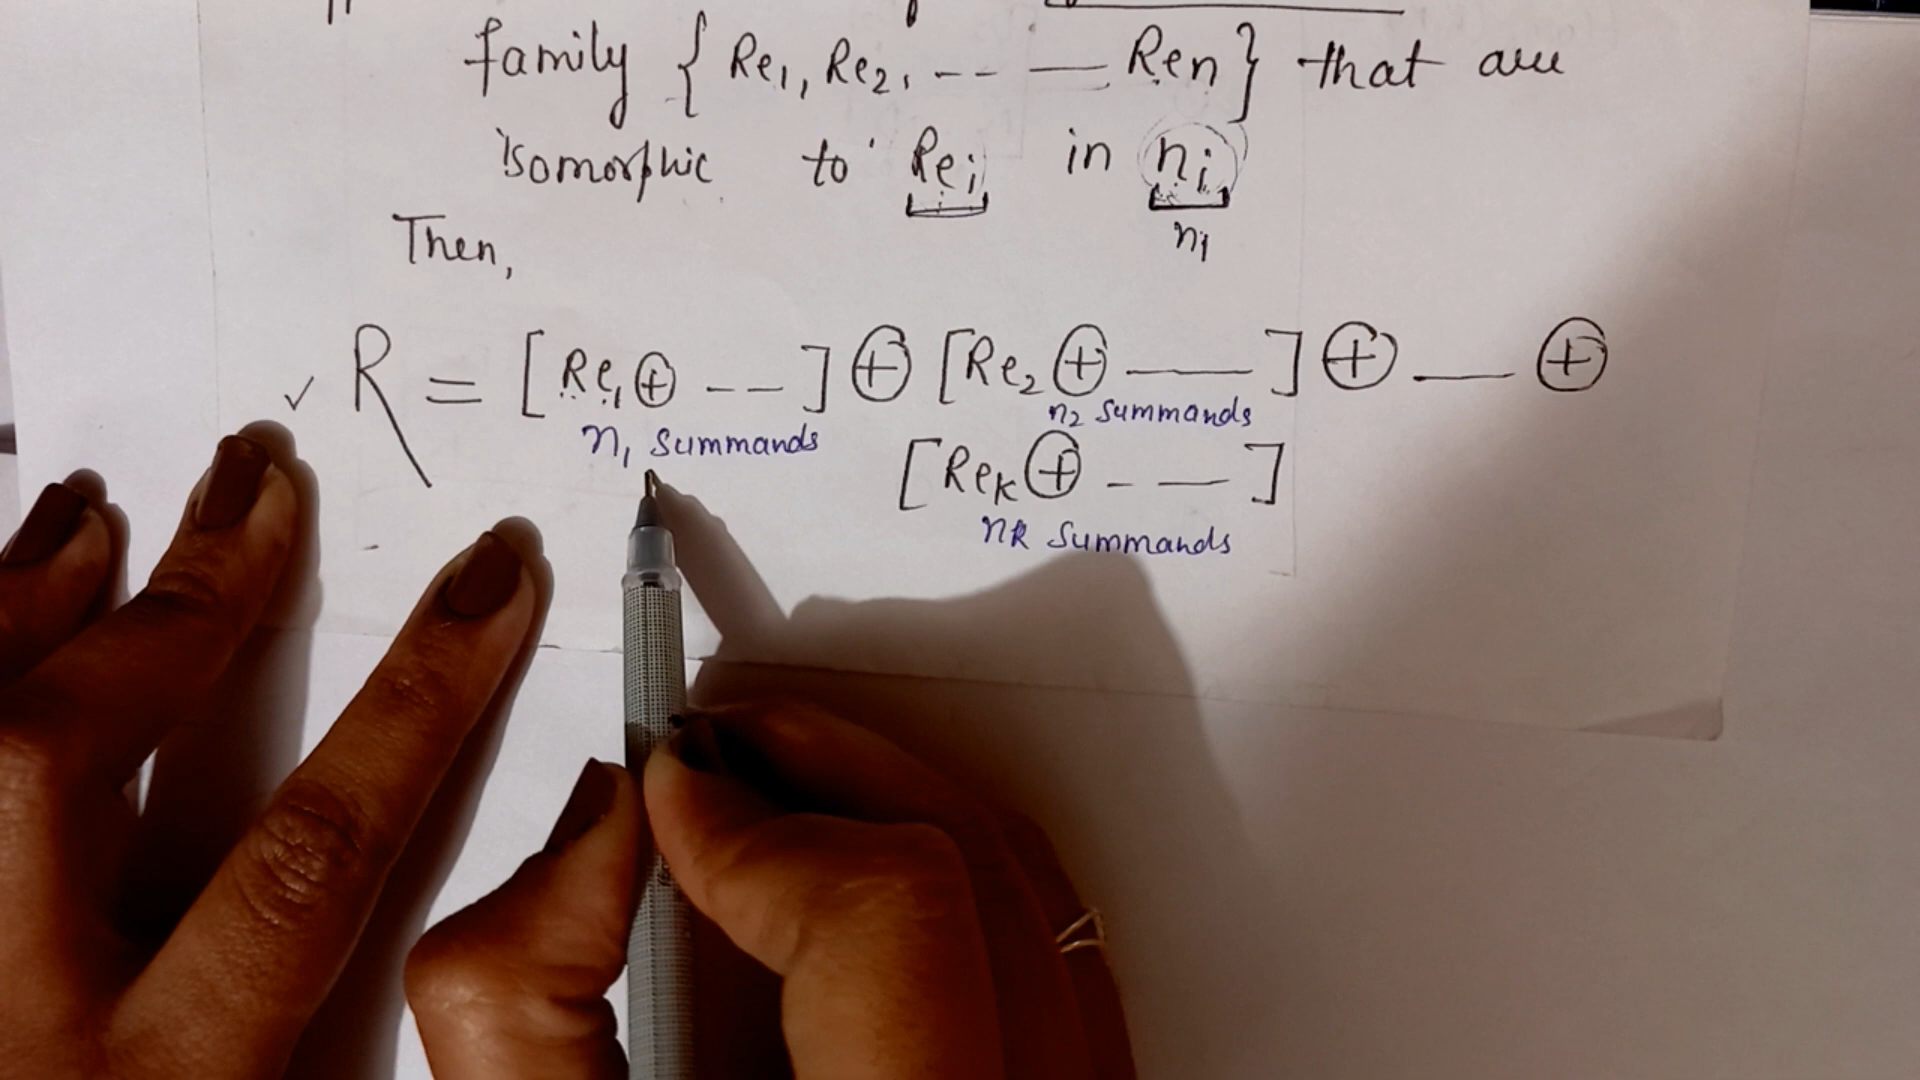 family { Re₁, Re₂, -- — Ren} that are
isomorphic to Rei in ni
n1
Then,
✓ R = [Re₁ ⊕ --] ⊕ [Re₂ ⊕ —] ⊕ — ⊕
n₁ summands n₂ summands
[Reₖ ⊕ - —]
nk summands